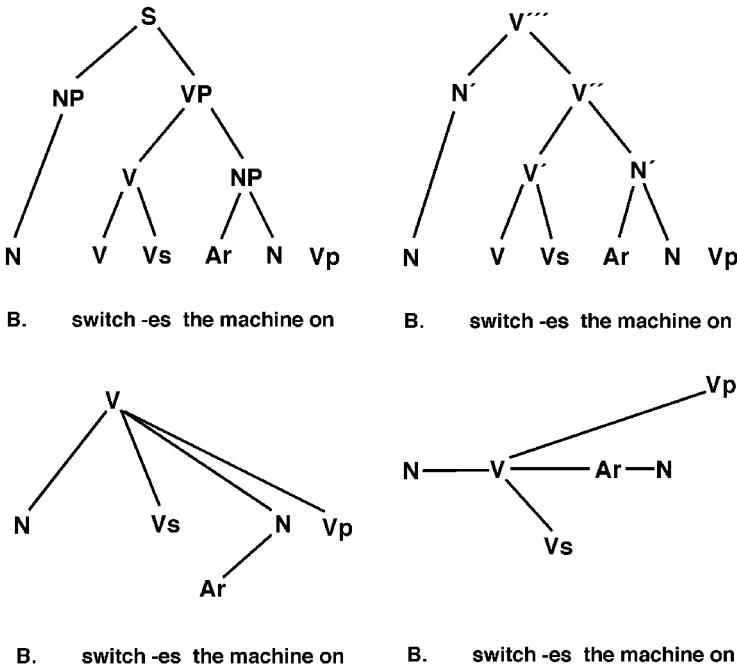 S
NP VP
V NP
N V Vs Ar N Vp
B. switch -es the machine on
V´´´
N´ V´´
V´ N´
N V Vs Ar N Vp
B. switch -es the machine on
V
N Vs N Vp
Ar
B. switch -es the machine on
Vp
N V Ar N
Vs
B. switch -es the machine on